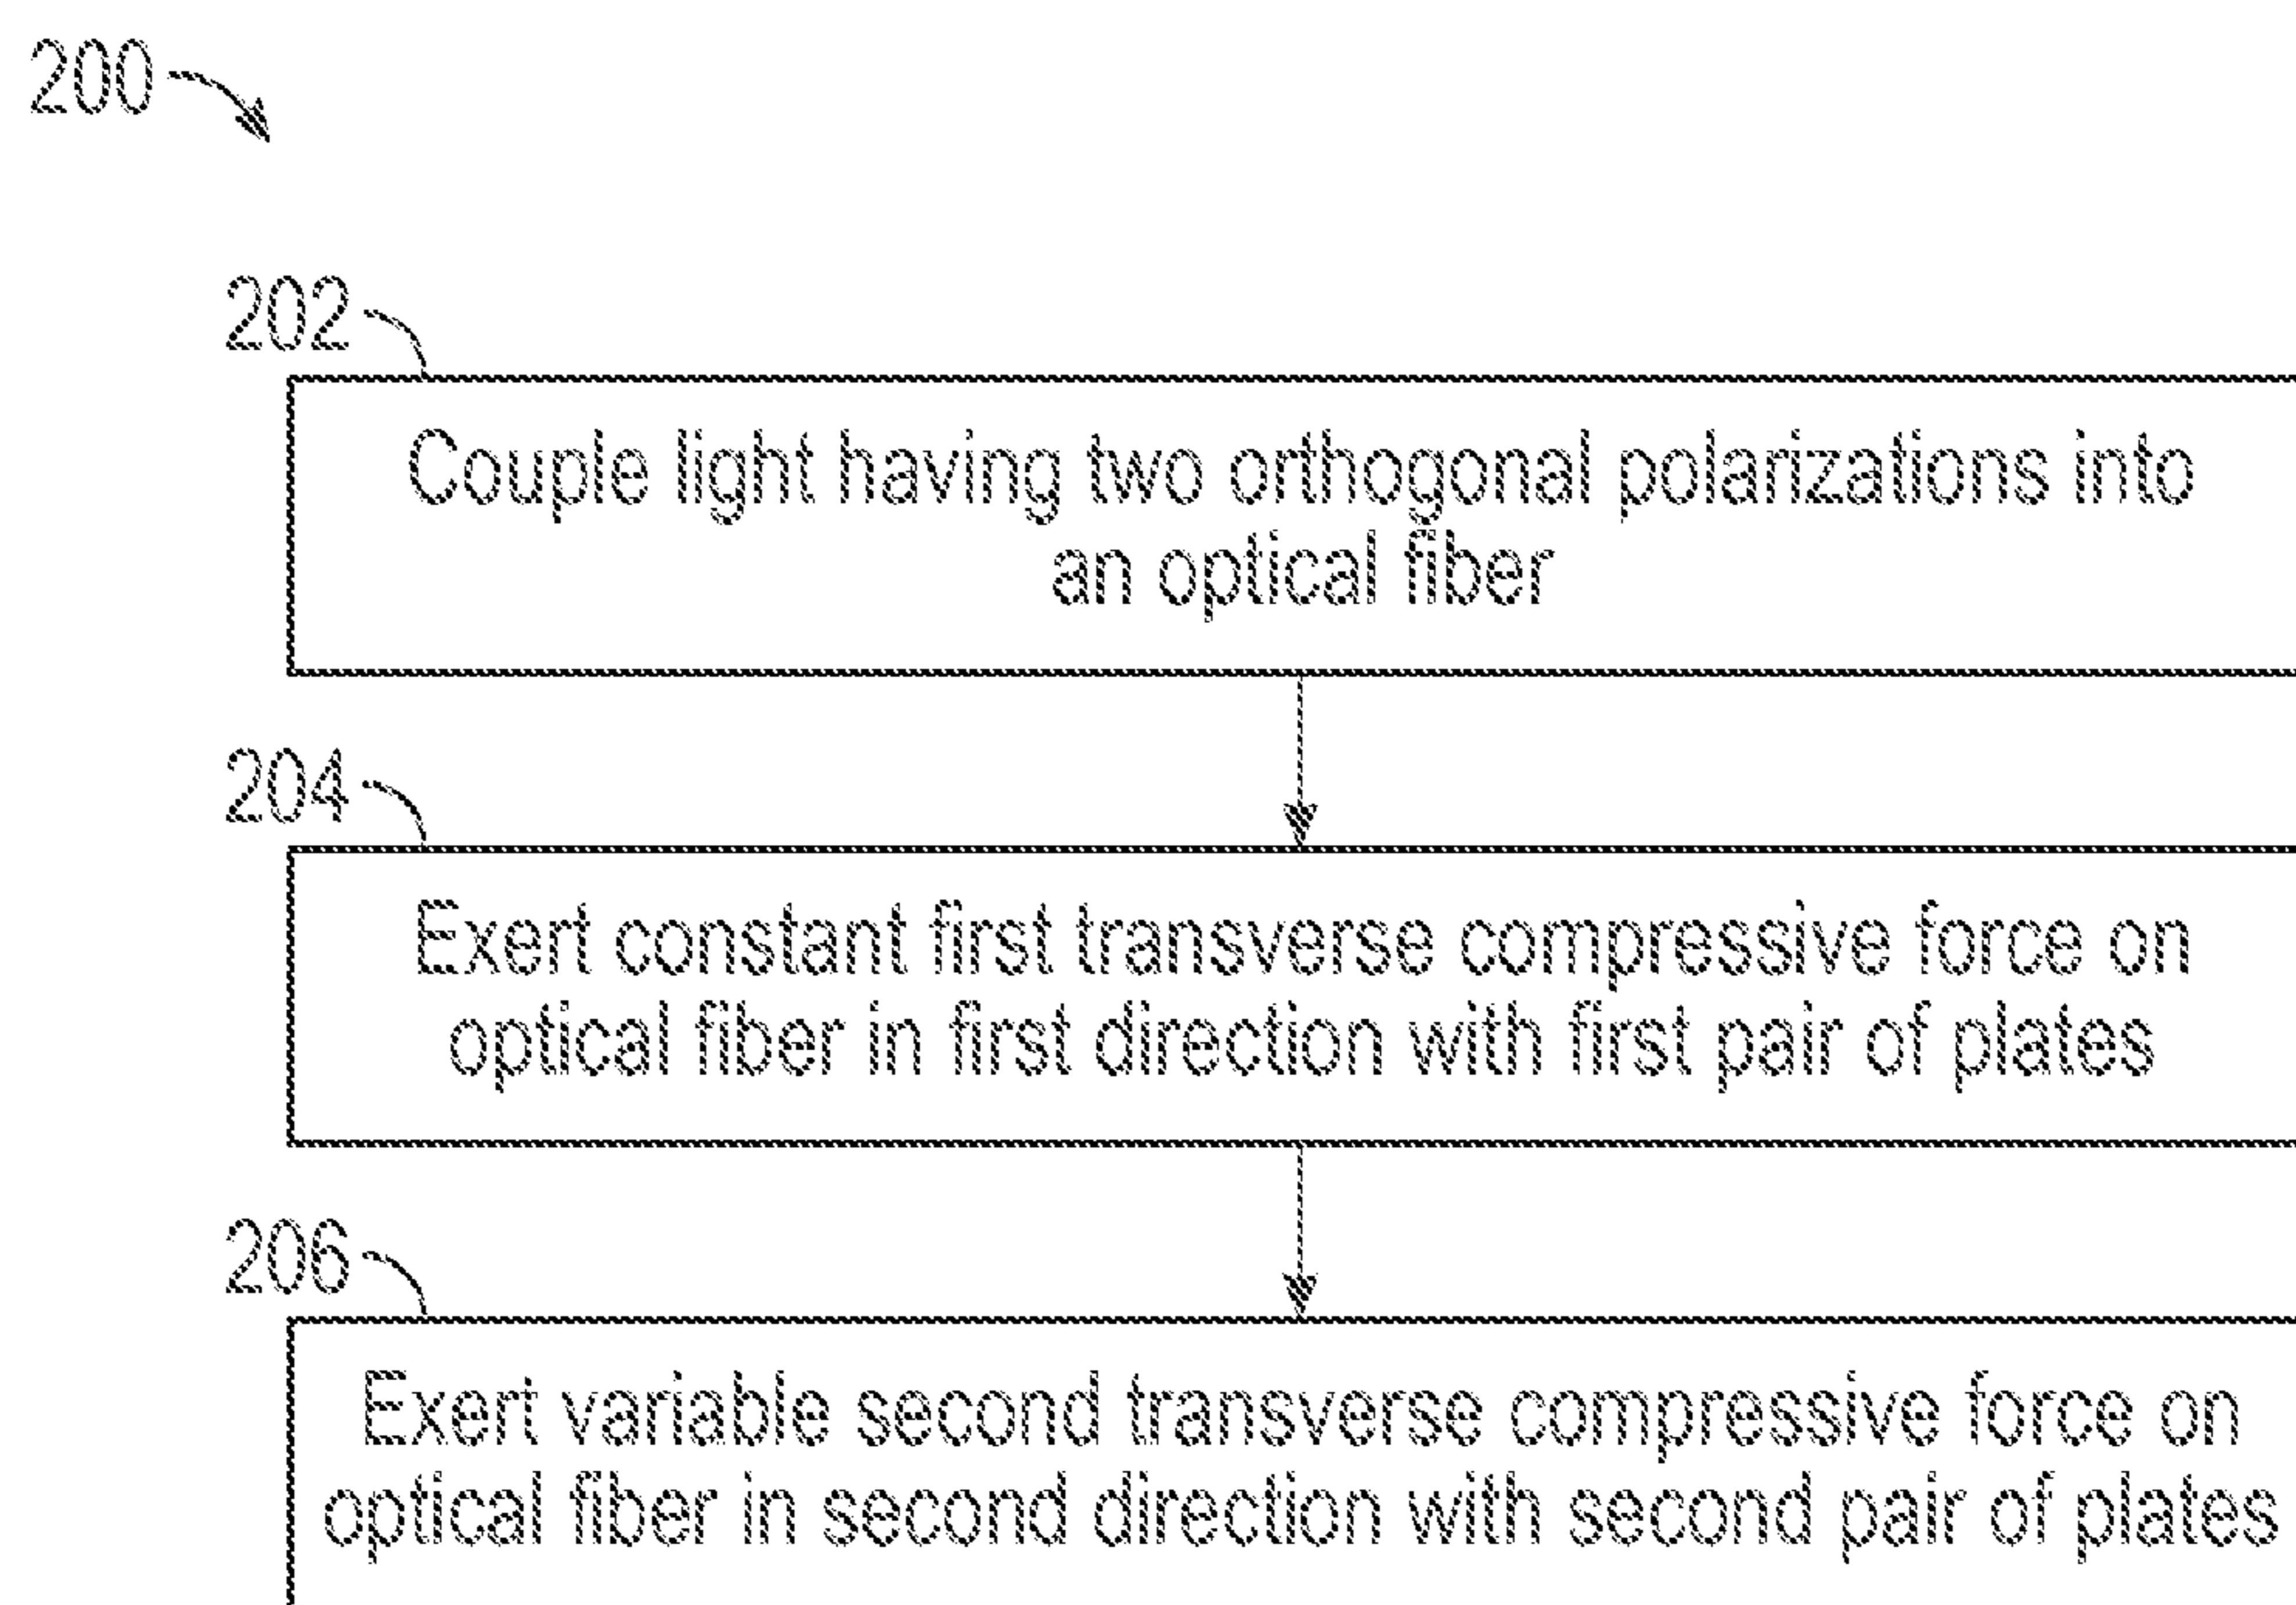 200
202
Couple light having two orthogonal polarizations into
an optical fiber
204
Exert constant first transverse compressive force on
optical fiber in first direction with first pair of plates
206
Exert variable second transverse compressive force on
optical fiber in second direction with second pair of plates